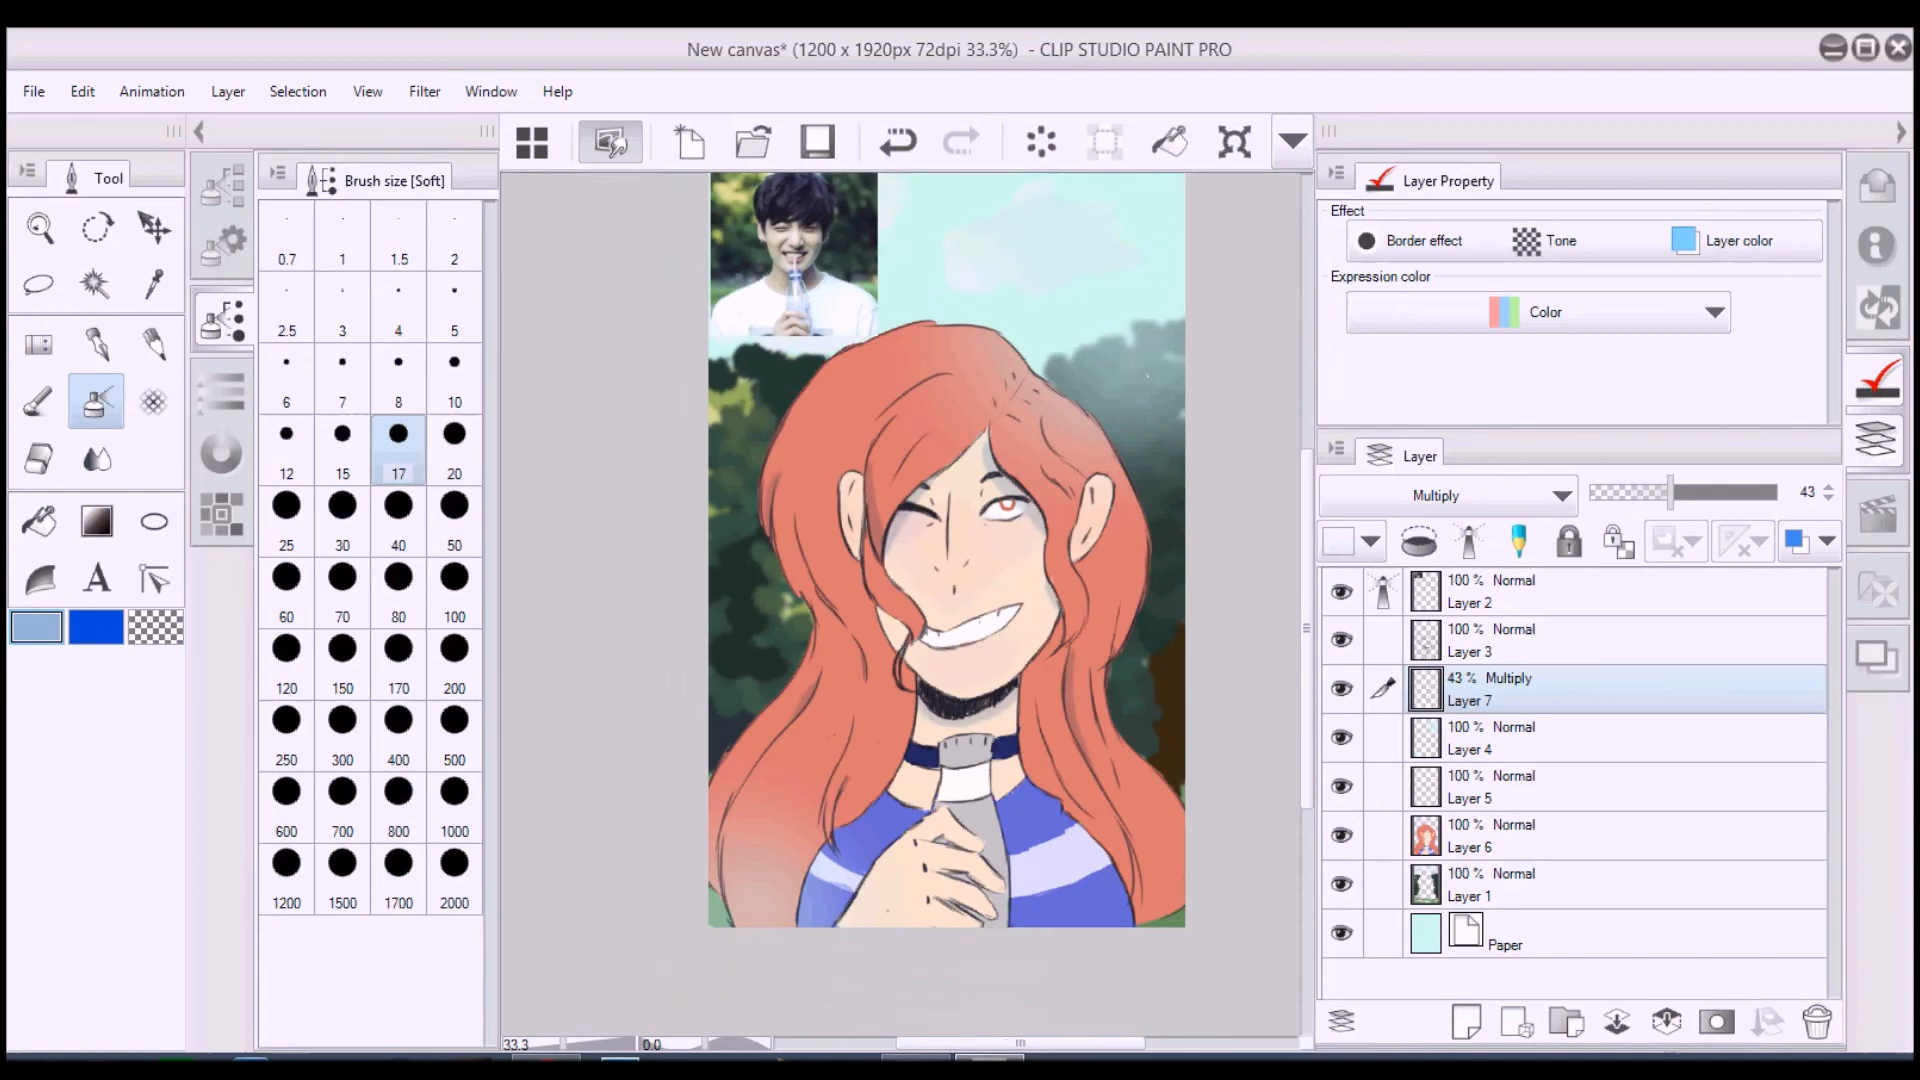 New canvas* (1200 x 1920px 72dpi 33.3%) - CLIP STUDIO PAINT PRO
File Edit Animation Layer Selection View Filter Window Help
Tool
Brush size [Soft]
0.7 1 1.5 2
2.5 3 4 5
6 7 8 10
12 15 17 20
25 30 40 50
60 70 80 100
120 150 170 200
250 300 400 500
600 700 800 1000
1200 1500 1700 2000
33.3 0.0
Layer Property
Effect
Border effect Tone Layer color
Expression color
Color
Layer
Multiply 43
100 % Normal
Layer 2
100 % Normal
Layer 3
43 % Multiply
Layer 7
100 % Normal
Layer 4
100 % Normal
Layer 5
100 % Normal
Layer 6
100 % Normal
Layer 1
Paper